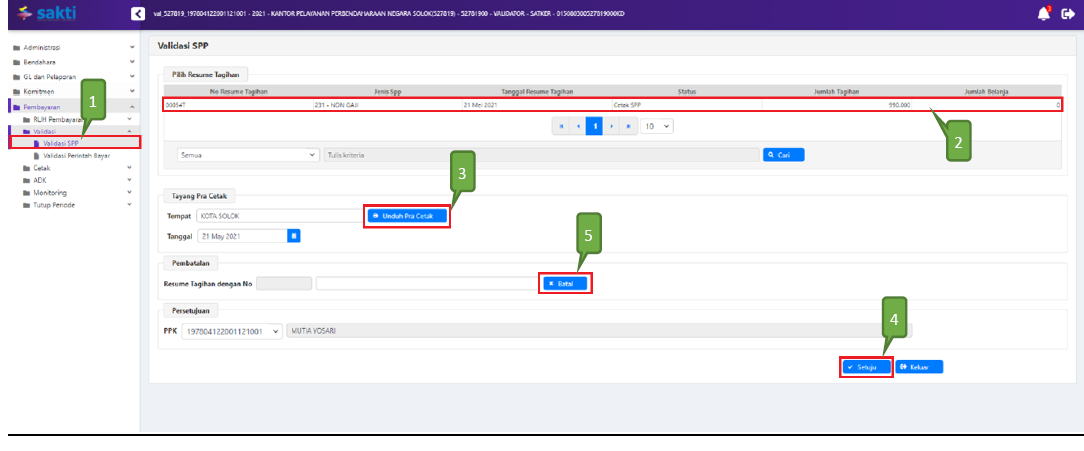 sakti
val_527819_197804122001121001 - 2021 - KANTOR PELAYANAN PERBENDAHARAAN NEGARA SOLOK(527819) - 52781900 - VALIDATOR - SATKER - 015080300527819000KD
Administrasi
Bendahara
GL dan Pelaporan
Komitmen
Pembayaran
RUH Pembayaran
Validasi
Validasi SPP
Validasi Perintah Bayar
Cetak
ADK
Monitoring
Tutup Periode
1
Validasi SPP
Pilih Resume Tagihan
No Resume Tagihan Jenis Spp Tanggal Resume Tagihan Status Jumlah Tagihan Jumlah Belanja
00054T 231 - NON GAJI 21 Mei 2021 Cetak SPP 990.000 0
1 10
2
Semua Tulis kriteria Cari
3
Tayang Pra Cetak
Tempat KOTA SOLOK Unduh Pra Cetak
Tanggal 21 May 2021
5
Pembatalan
Resume Tagihan dengan No Batal
Persetujuan
4
PPK 197804122001121001 MUTIA YOSARI
Setuju Keluar